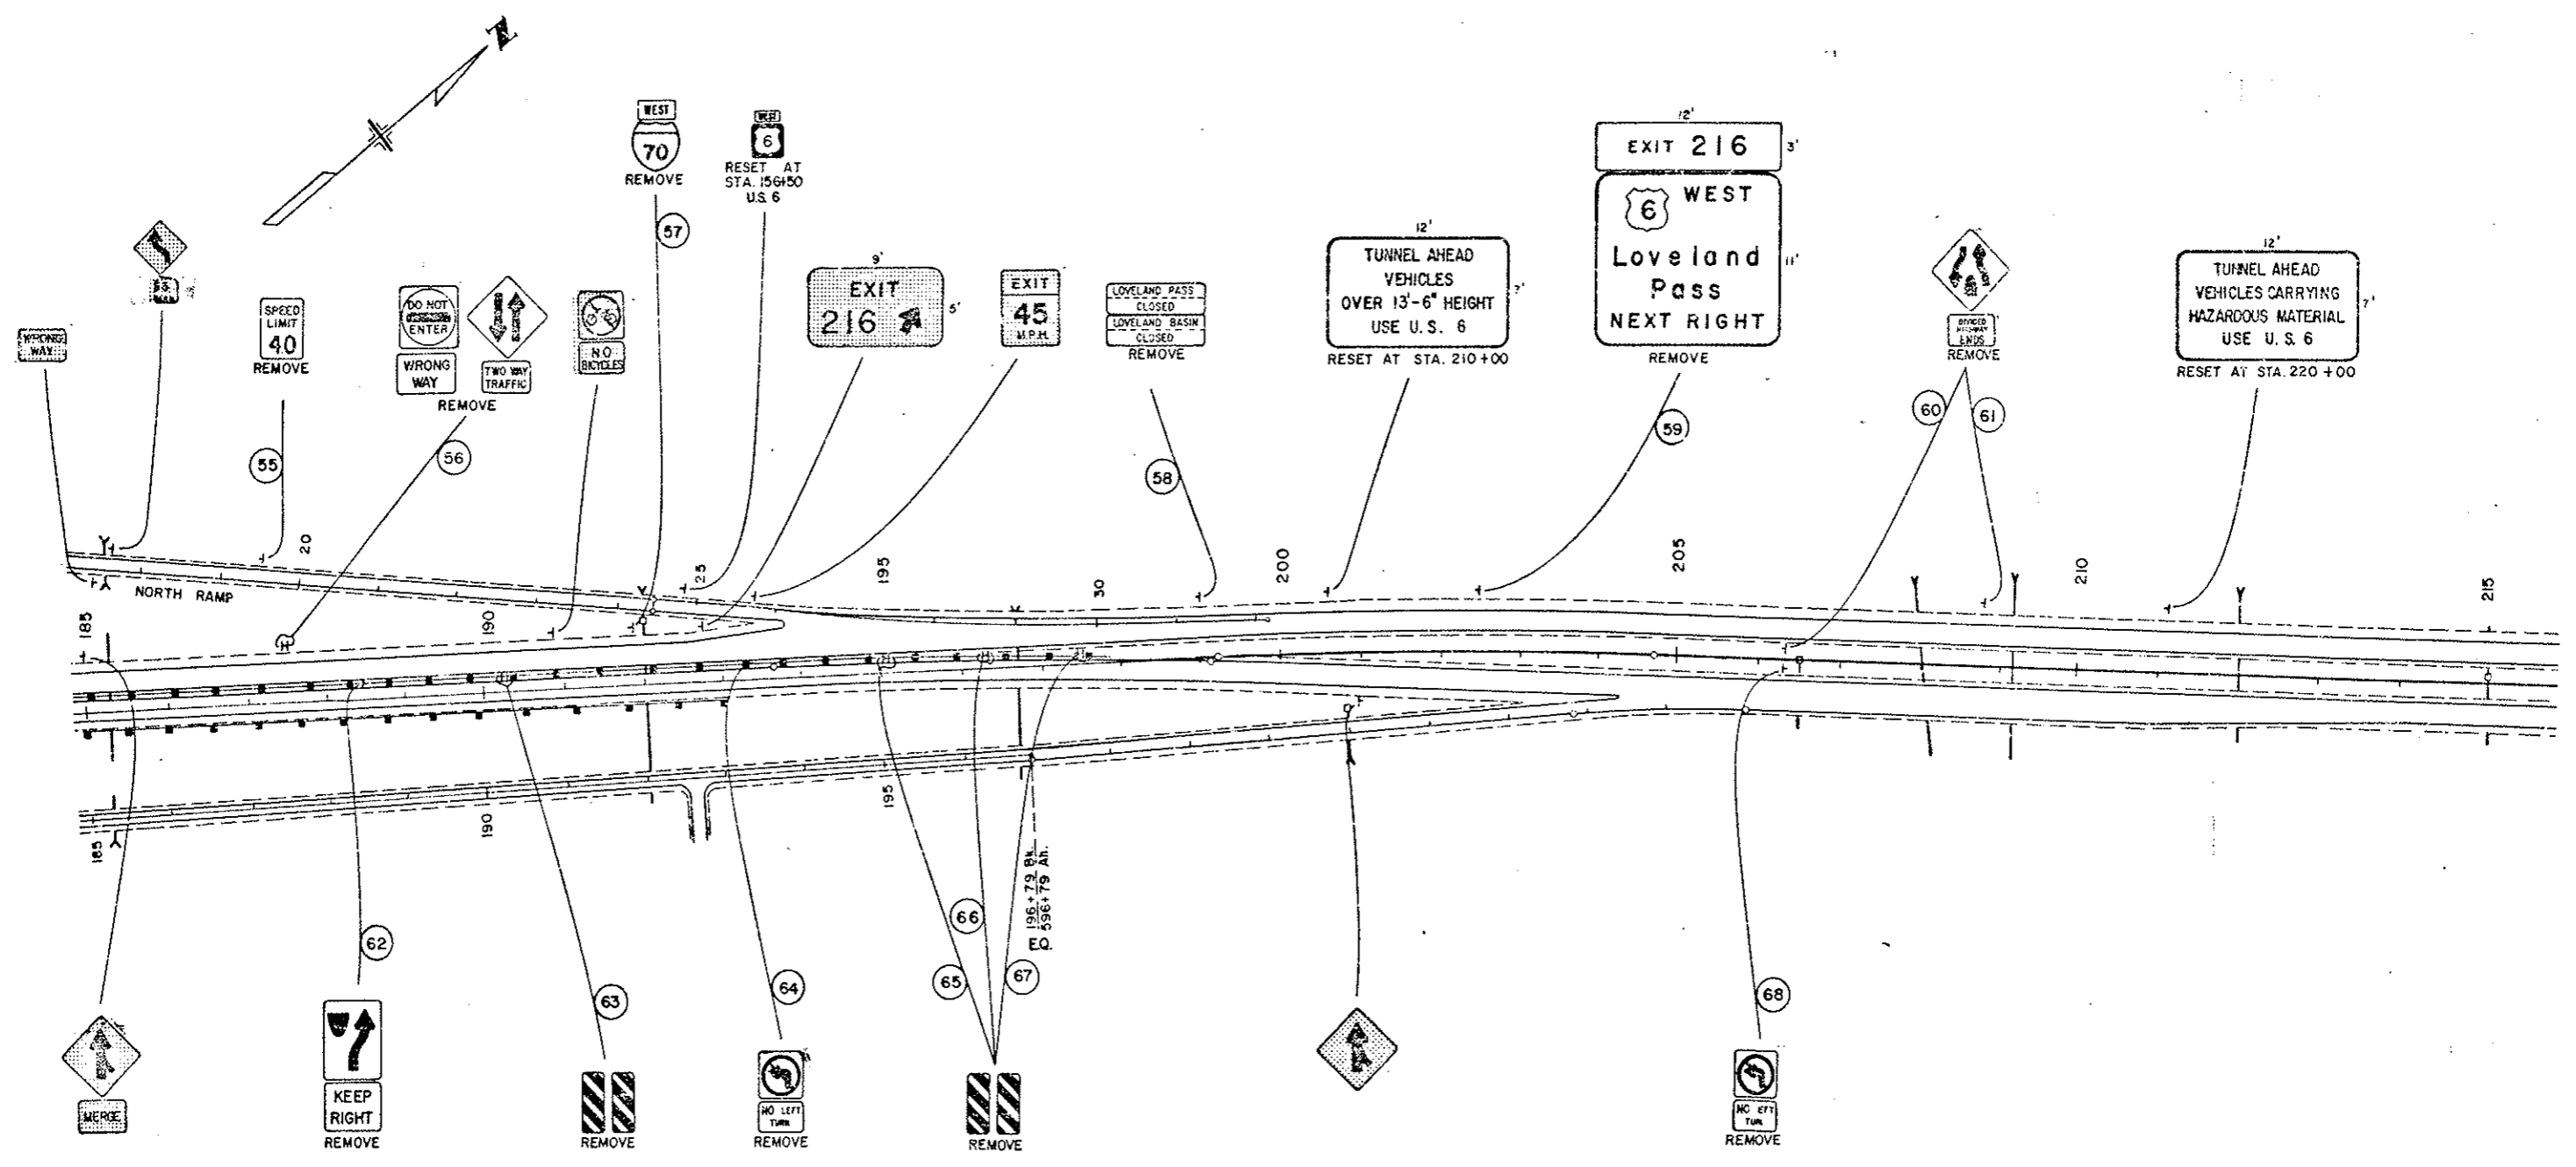 N
WEST
70
REMOVE
57
WEST
6
RESET AT
STA. 156+50
U.S. 6
WRONG
WAY
SPEED
LIMIT
40
REMOVE
55
DO NOT
ENTER
WRONG
WAY
TWO WAY
TRAFFIC
REMOVE
56
NO
BICYCLES
9'
EXIT
216
5'
EXIT
45
M.P.H.
LOVELAND PASS
CLOSED
LOVELAND BASIN
CLOSED
REMOVE
58
12'
TUNNEL AHEAD
VEHICLES
OVER 13'-6" HEIGHT
USE U.S. 6
7'
RESET AT STA. 210+00
12'
EXIT 216
3'
6 WEST
Loveland
Pass
NEXT RIGHT
11'
REMOVE
59
DIVIDED
HIGHWAY
ENDS
REMOVE
60
61
12'
TUNNEL AHEAD
VEHICLES CARRYING
HAZARDOUS MATERIAL
USE U.S. 6
7'
RESET AT STA. 220+00
20
25
195
30
200
205
210
215
NORTH RAMP
185
190
H
185
190
195
EQ. 196+79 Bk.
596+79 Ah.
62
63
64
65
66
67
68
MERGE
KEEP
RIGHT
REMOVE
REMOVE
NO LEFT
TURN
REMOVE
REMOVE
NO LEFT
TURN
REMOVE